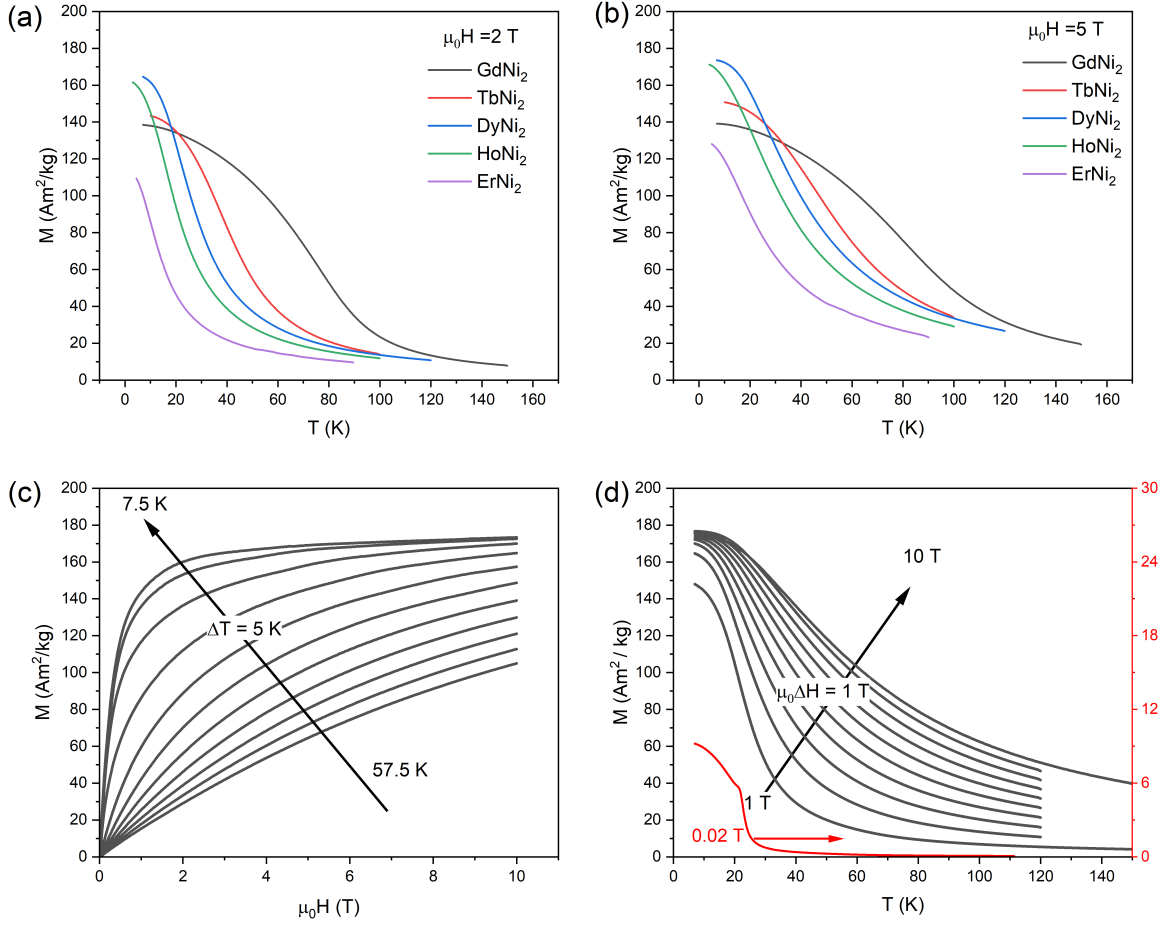 (a)
μ₀H =2 T
GdNi₂
TbNi₂
DyNi₂
HoNi₂
ErNi₂
200
180
160
140
120
100
80
60
40
20
0
M (Am²/kg)
0 20 40 60 80 100 120 140 160
T (K)
(b)
μ₀H =5 T
GdNi₂
TbNi₂
DyNi₂
HoNi₂
ErNi₂
200
180
160
140
120
100
80
60
40
20
0
M (Am²/kg)
0 20 40 60 80 100 120 140 160
T (K)
(c)
7.5 K
ΔT = 5 K
57.5 K
200
180
160
140
120
100
80
60
40
20
0
M (Am²/kg)
0 2 4 6 8 10
μ₀H (T)
(d)
10 T
μ₀ΔH = 1 T
1 T
0.02 T
200
180
160
140
120
100
80
60
40
20
0
M (Am²/ kg)
30
24
18
12
6
0
0 20 40 60 80 100 120 140
T (K)